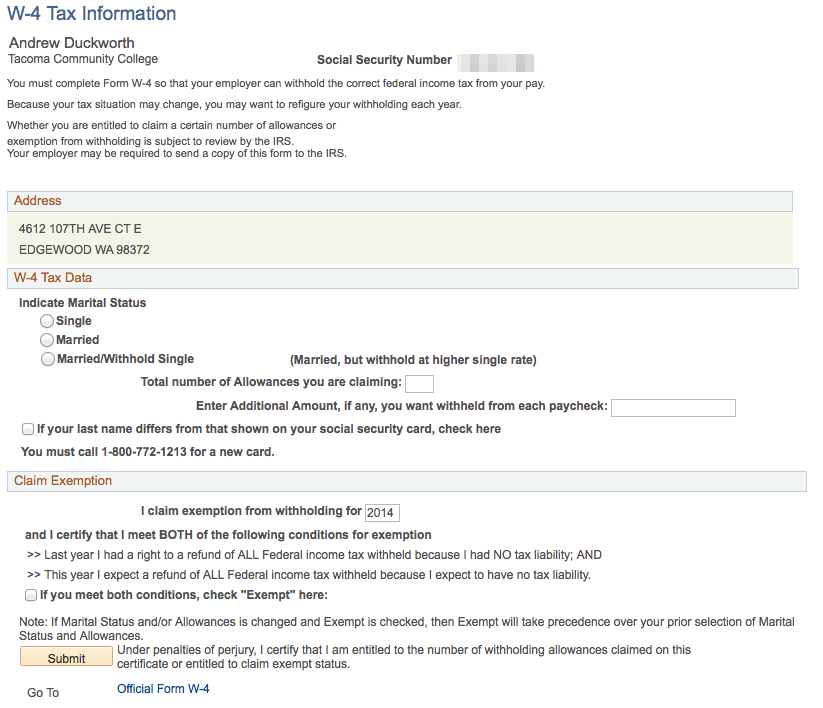 W-4 Tax Information
Andrew Duckworth
Tacoma Community College
Social Security Number
You must complete Form W-4 so that your employer can withhold the correct federal income tax from your pay.
Because your tax situation may change, you may want to refigure your withholding each year.
Whether you are entitled to claim a certain number of allowances or
exemption from withholding is subject to review by the IRS.
Your employer may be required to send a copy of this form to the IRS.
Address
4612 107TH AVE CT E
EDGEWOOD WA 98372
W-4 Tax Data
Indicate Marital Status
Single
Married
Married/Withhold Single (Married, but withhold at higher single rate)
Total number of Allowances you are claiming:
Enter Additional Amount, if any, you want withheld from each paycheck:
If your last name differs from that shown on your social security card, check here
You must call 1-800-772-1213 for a new card.
Claim Exemption
I claim exemption from withholding for 2014
and I certify that I meet BOTH of the following conditions for exemption
>> Last year I had a right to a refund of ALL Federal income tax withheld because I had NO tax liability; AND
>> This year I expect a refund of ALL Federal income tax withheld because I expect to have no tax liability.
If you meet both conditions, check "Exempt" here:
Note: If Marital Status and/or Allowances is changed and Exempt is checked, then Exempt will take precedence over your prior selection of Marital
Status and Allowances.
Submit
Under penalties of perjury, I certify that I am entitled to the number of withholding allowances claimed on this
certificate or entitled to claim exempt status.
Go To Official Form W-4